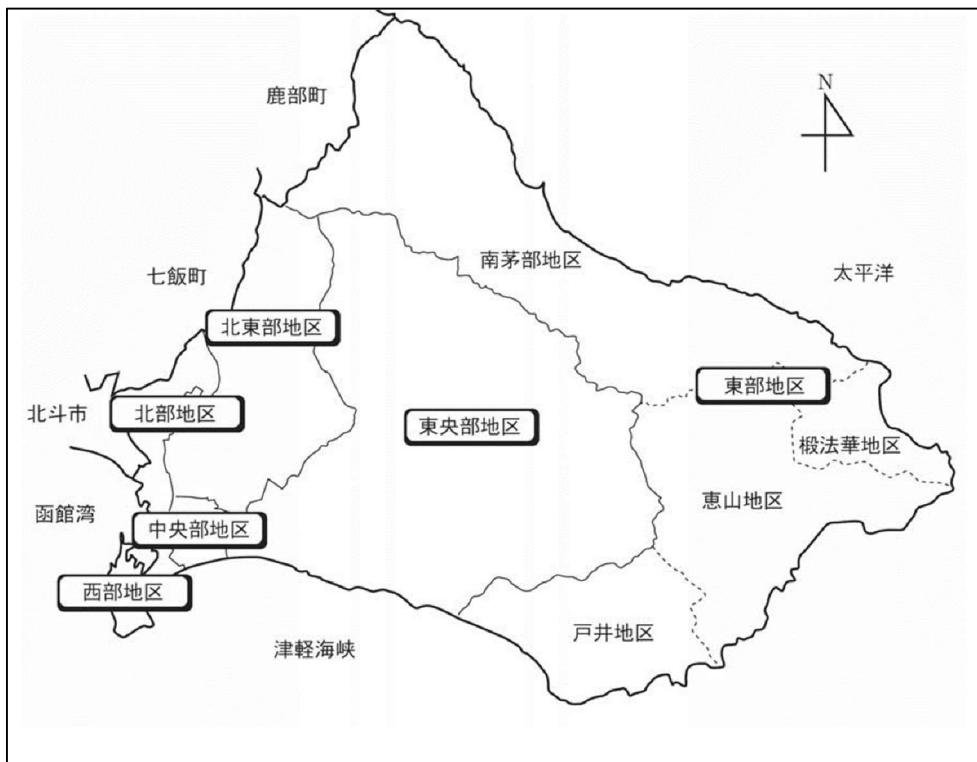 鹿部町
N
南茅部地区
太平洋
七飯町
北東部地区
東部地区
北斗市
北部地区
東央部地区
椴法華地区
恵山地区
函館湾
中央部地区
西部地区
戸井地区
津軽海峡